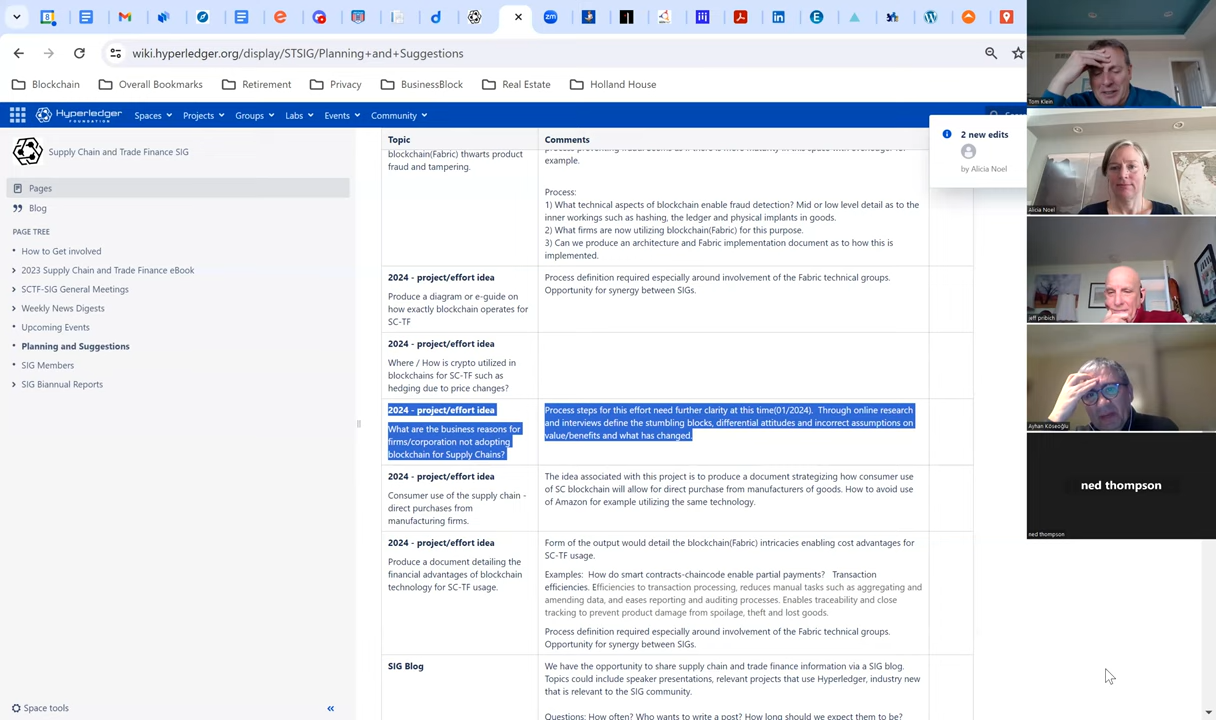 wiki.hyperledger.org/display/STSIG/Planning+and+Suggestions
Blockchain
Overall Bookmarks
Retirement
Privacy
BusinessBlock
Real Estate
Holland House
HYPERLEDGER
FOUNDATION
Spaces
Projects
Groups
Labs
Events
Community
Supply Chain and Trade Finance SIG
Pages
Blog
PAGE TREE
How to Get involved
2023 Supply Chain and Trade Finance eBook
SCTF-SIG General Meetings
Weekly News Digests
Upcoming Events
Planning and Suggestions
SIG Members
SIG Biannual Reports
Space tools
Topic
Comments
blockchain(Fabric) thwarts product
fraud and tampering.
example.
Process:
1) What technical aspects of blockchain enable fraud detection? Mid or low level detail as to the
inner workings such as hashing, the ledger and physical implants in goods.
2) What firms are now utilizing blockchain(Fabric) for this purpose.
3) Can we produce an architecture and Fabric implementation document as to how this is
implemented.
2024 - project/effort idea
Produce a diagram or e-guide on
how exactly blockchain operates for
SC-TF
Process definition required especially around involvement of the Fabric technical groups.
Opportunity for synergy between SIGs.
2024 - project/effort idea
Where / How is crypto utilized in
blockchains for SC-TF such as
hedging due to price changes?
2024 - project/effort idea
What are the business reasons for
firms/corporation not adopting
blockchain for Supply Chains?
Process steps for this effort need further clarity at this time(01/2024). Through online research
and interviews define the stumbling blocks, differential attitudes and incorrect assumptions on
value/benefits and what has changed.
2024 - project/effort idea
Consumer use of the supply chain -
direct purchases from
manufacturing firms.
The idea associated with this project is to produce a document strategizing how consumer use
of SC blockchain will allow for direct purchase from manufacturers of goods. How to avoid use
of Amazon for example utilizing the same technology.
2024 - project/effort idea
Produce a document detailing the
financial advantages of blockchain
technology for SC-TF usage.
Form of the output would detail the blockchain(Fabric) intricacies enabling cost advantages for
SC-TF usage.
Examples: How do smart contracts-chaincode enable partial payments? Transaction
efficiencies. Efficiencies to transaction processing, reduces manual tasks such as aggregating and
amending data, and eases reporting and auditing processes. Enables traceability and close
tracking to prevent product damage from spoilage, theft and lost goods.
Process definition required especially around involvement of the Fabric technical groups.
Opportunity for synergy between SIGs.
SIG Blog
We have the opportunity to share supply chain and trade finance information via a SIG blog.
Topics could include speaker presentations, relevant projects that use Hyperledger, industry new
that is relevant to the SIG community.
Questions: How often? Who wants to write a post? How long should we expect them to be?
2 new edits
by Alicia Noel
Tom Klein
Alicia Noel
jeff pribich
Ayhan Köseoğlu
ned thompson
ned thompson